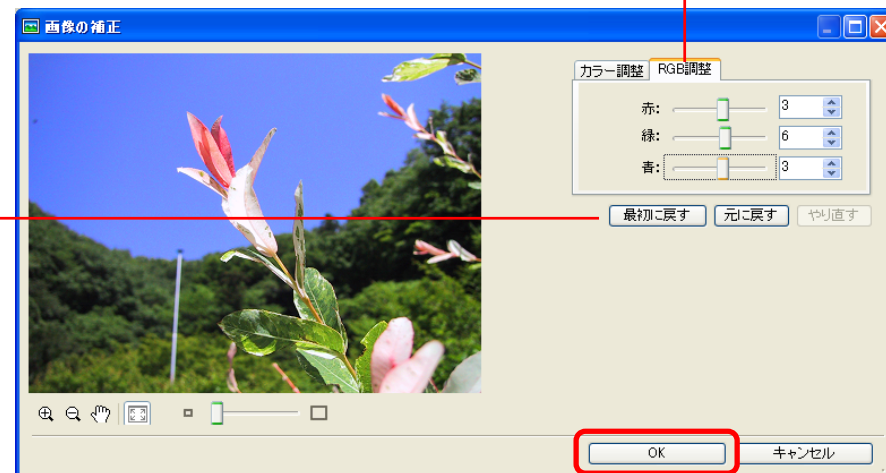 画像の補正
カラー調整 RGB調整
赤: 3
緑: 6
青: 3
最初に戻す 元に戻す やり直す
OK キャンセル